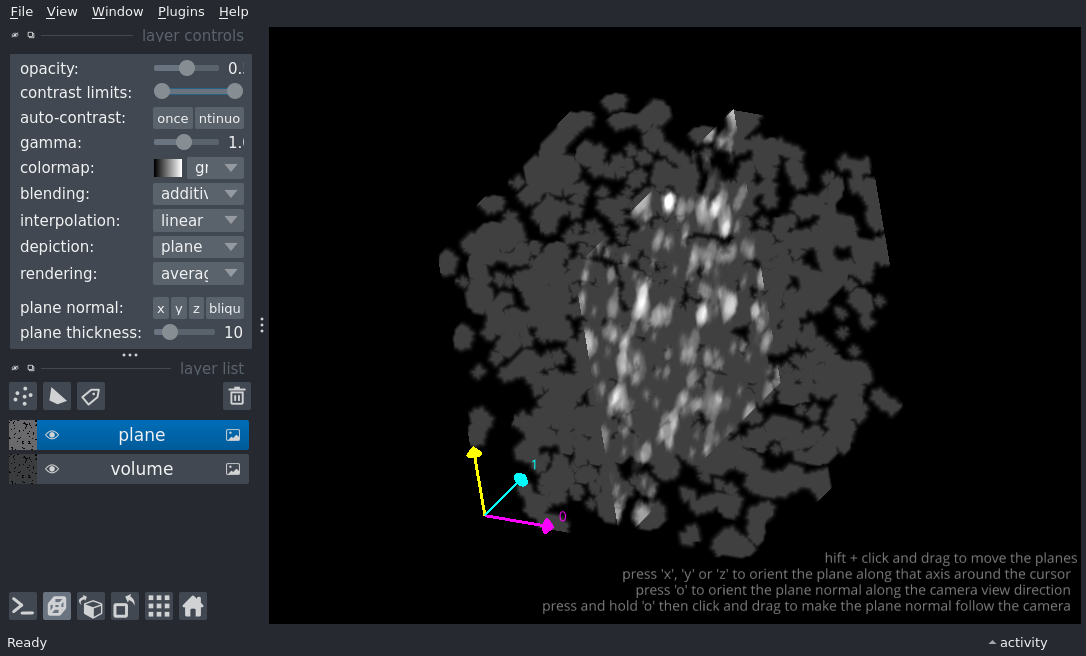 File View Window Plugins Help
layer controls
opacity: 0.
contrast limits:
auto-contrast: once ntinuo
gamma: 1.
colormap: gr
blending: additiv
interpolation: linear
depiction: plane
rendering: averag
plane normal: x y z bliqu
plane thickness: 10
layer list
plane
volume
1
0
hift + click and drag to move the planes
press 'x', 'y' or 'z' to orient the plane along that axis around the cursor
press 'o' to orient the plane normal along the camera view direction
press and hold 'o' then click and drag to make the plane normal follow the camera
Ready
activity